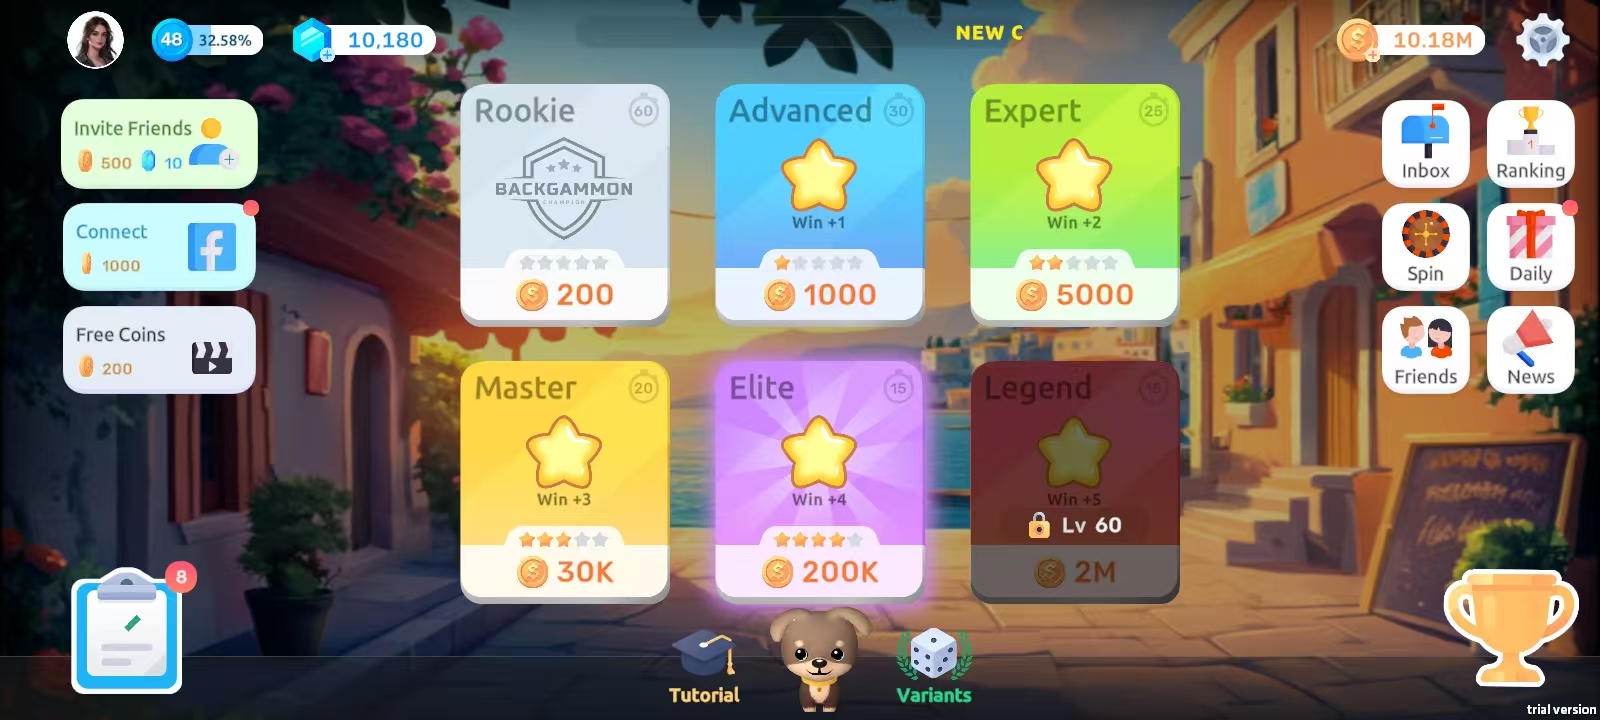 48 32.58%
10,180
NEW C
10.18M
Invite Friends
500 10
Connect
1000
Free Coins
200
Rookie 60
BACKGAMMON
CHAMPION
200
Advanced 30
Win +1
1000
Expert 25
Win +2
5000
Master 20
Win +3
30K
Elite 15
Win +4
200K
Legend 15
Win +5
Lv 60
2M
Inbox
Ranking
1
Spin
Daily
Friends
News
8
Tutorial
Variants
trial version